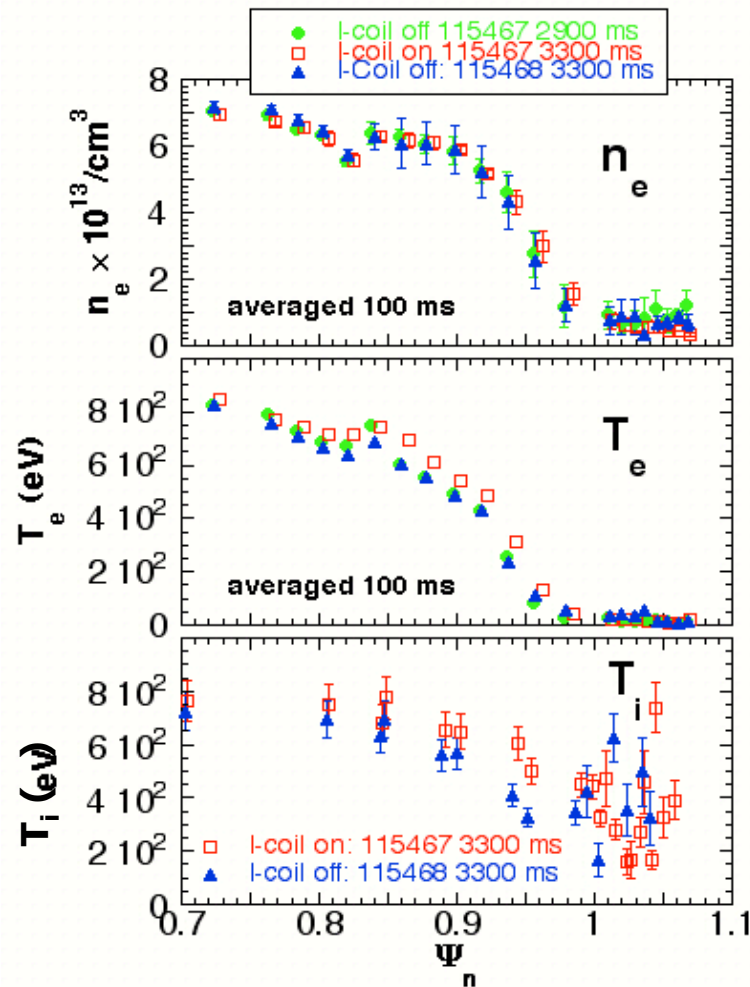 I-coil off 115467 2900 ms
I-coil on 115467 3300 ms
I-Coil off: 115468 3300 ms
8
6
4
2
0
n_e × 10^13/cm^3
n_e
averaged 100 ms
8 10^2
6 10^2
4 10^2
2 10^2
0
T_e (eV)
T_e
averaged 100 ms
8 10^2
6 10^2
4 10^2
2 10^2
0
T_i (eV)
T_i
I-coil on: 115467 3300 ms
I-coil off: 115468 3300 ms
0.7 0.8 0.9 1 1.1
Ψ_n